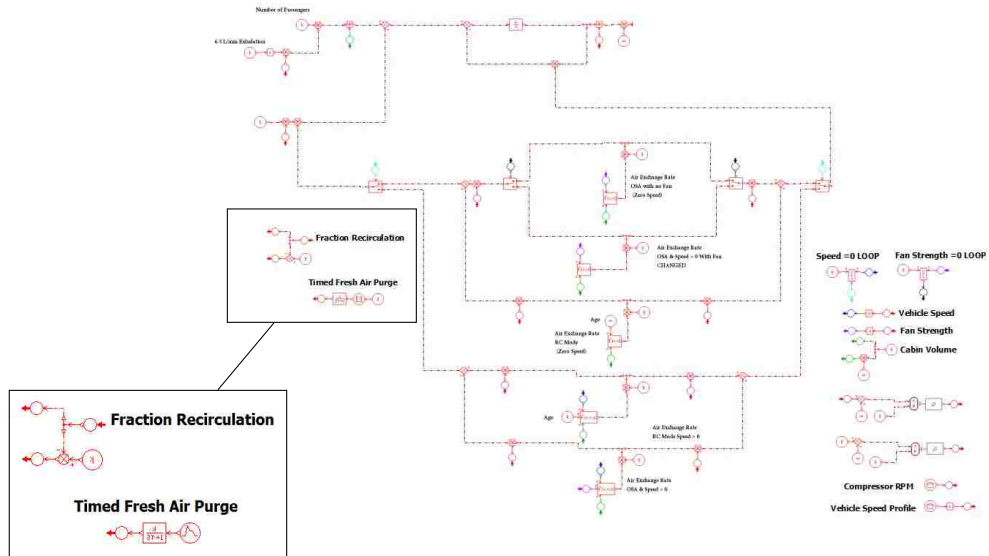 Number of Passengers
6-8 L/min Exhalation
Air Exchange Rate
OSA with no Fan
(Zero Speed)
Fraction Recirculation
Air Exchange Rate
OSA & Speed = 0 With Fan
CHANGED
Speed =0 LOOP
Fan Strength =0 LOOP
Timed Fresh Air Purge
Vehicle Speed
Age
Air Exchange Rate
RC Mode
(Zero Speed)
Fan Strength
Cabin Volume
Fraction Recirculation
Age
Air Exchange Rate
RC Mode Speed > 0
Air Exchange Rate
OSA & Speed > 0
Compressor RPM
Timed Fresh Air Purge
Vehicle Speed Profile